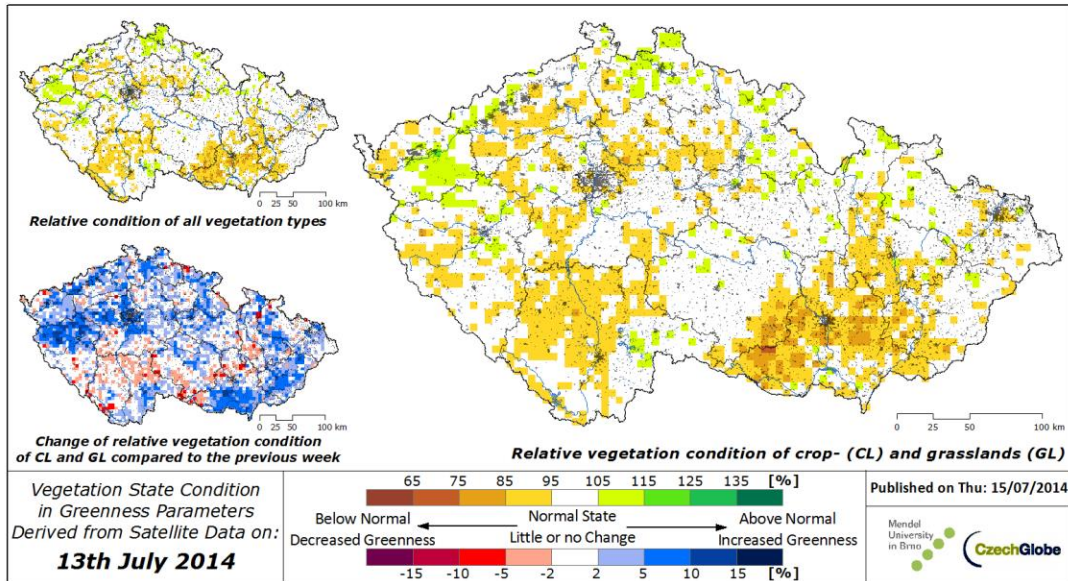 0 25 50 100 km
Relative condition of all vegetation types
0 25 50 100 km
Change of relative vegetation condition
of CL and GL compared to the previous week
0 25 50 100 km
Relative vegetation condition of crop- (CL) and grasslands (GL)
Vegetation State Condition
in Greenness Parameters
Derived from Satellite Data on:
13th July 2014
65 75 85 95 105 115 125 135 [%]
Below Normal Normal State Above Normal
Decreased Greenness Little or no Change Increased Greenness
-15 -10 -5 -2 2 5 10 15 [%]
Published on Thu: 15/07/2014
Mendel
University
in Brno
CzechGlobe